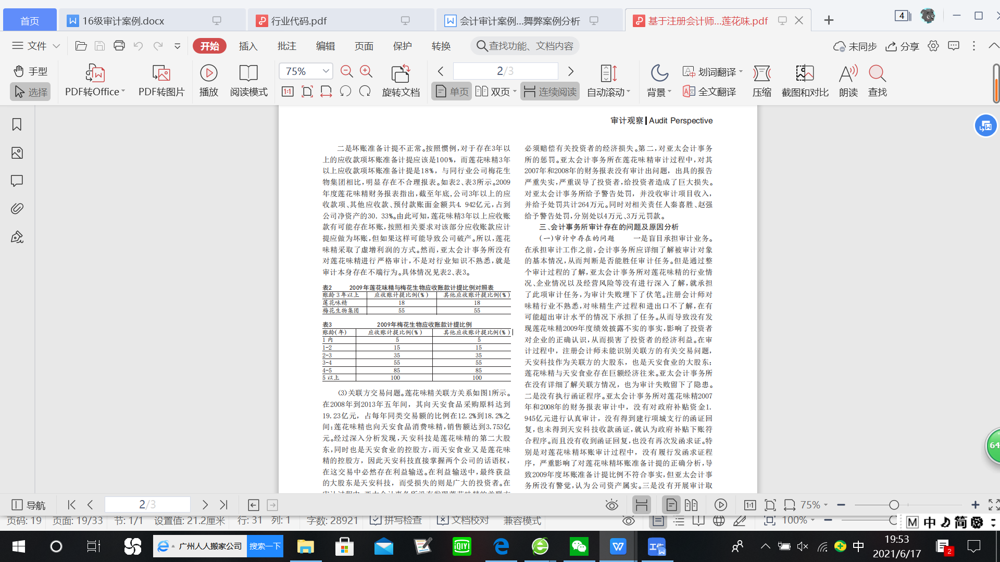 首页
16级审计案例.docx
行业代码.pdf
会计审计案例...舞弊案例分析
基于注册会计师...莲花味.pdf
4
文件
开始
插入
批注
编辑
页面
保护
转换
查找功能、文档内容
未同步
分享
手型
选择
PDF转Office
PDF转图片
播放
阅读模式
75%
旋转文档
2/3
单页
双页
连续阅读
自动滚动
背景
划词翻译
全文翻译
压缩
截图和对比
朗读
查找
审计观察 Audit Perspective
二是坏账准备计提不正常。按照惯例,对于存在3年以
上的应收款项坏账准备计提应该是100%，而莲花味精3年
以上应收款项坏账准备计提是18%，与同行业公司梅花生
物集团相比,明显存在不合理报表。如表2、表3所示。2009
年度莲花味精财务报表指出,截至年底,公司3年以上的应
收款项、其他应收款、预付款账面金额共4. 942亿元,占到
公司净资产的30. 33%。由此可知,莲花味精3年以上应收账
款有可能存在坏账,按照相关要求对该部分应收账款应计
提应做为坏账,但如果这样可能导致公司破产。所以,莲花
味精采取了虚增利润的方式。然而,亚太会计事务所没有
对莲花味精进行严格审计,不是对行业知识不熟悉,就是
审计本身存在不端行为。具体情况见表2、表3。
表2 2009年莲花味精与梅花生物应收账款计提比例对照表
账龄3年以上 应收账计提比例(%) 其他应收账计提比例(%)
莲花味精 18 18
梅花生物集团 55 55
表3 2009年梅花生物应收账款计提比例
账龄(年) 应收账计提比例(%) 其他应收账计提比例(%)
1内 5 5
1-2 15 15
2-3 35 35
3-4 55 55
4-5 85 85
5以上 100 100
(3)关联方交易问题。莲花味精关联方关系如图1所示。
在2008年到2013年五年间，其向天安食品采购原料达到
19.23亿元，占每年同类交易额的比例在12.2%到18.2%之
间;莲花味精也向天安食品消费味精,销售额达到3.753亿
元。经过深入分析发现,天安科技是莲花味精的第二大股
东,同时也是天安食业的控股方,而天安食业又是莲花味
精的控股方，因此天安科技直接掌握两个公司的话语权,
在这交易中必然存在利益输送。在利益输送中,最终获益
的大股东是天安科技，而受损失的则是广大的投资者。在
必须赔偿有关投资者的经济损失。第二,对亚太会计事务
所的惩罚。亚太会计事务所在莲花味精审计过程中,对其
2007年和2008年的财务报表没有审计出问题，出具的报告
严重失实,严重误导了投资者,给投资者造成了巨大损失。
对亚太会计事务所给予警告处罚，并没收审计项目收入,
并给予处罚共计264万元。同时对相关责任人秦喜胜、赵强
给予警告处罚,分别处以4万元、3万元罚款。
三、会计事务所审计存在的问题及原因分析
(一)审计中存在的问题 一是盲目承担审计业务。
在承担审计工作之前,会计事务所应详细了解被审计对象
的基本情况,从而判断是否能胜任审计任务。但是通过整
个审计过程的了解,亚太会计事务所对莲花味精的行业情
况、企业情况以及经营风险等没有进行深入了解,就承担
了此项审计任务,为审计失败埋下了伏笔。注册会计师对
味精行业不熟悉,对味精生产过程和进出口不了解,在有
可能超出审计水平的情况下承担了任务。从而导致没有发
现莲花味精2009年度绩效披露不实的事实,影响了投资者
对企业的正确认识,从而损害了投资者的经济利益。在审
计过程中，注册会计师未能识别关联方的有关交易问题,
天安科技作为关联方的大股东，也是天安食业的大股东;
莲花味精与天安食业存在巨额经济往来。亚太会计事务所
在没有详细了解关联方情况，也为审计失败留下了隐患。
二是没有执行函证程序。亚太会计事务所对莲花味精2007
年和2008年的财务报表审计中，没有对政府补贴资金1.
945亿元进行认真审计，没有得到建行项城支行的函证回
复,也未得到天安科技收款函证,就认为政府补贴下账符
合程序。而且没有收到函证回复,也没有再次发函求证。特
别是对莲花味精坏账审计过程中，没有履行发函求证程
序，严重影响了对莲花味精坏账准备计提的正确分析,导
致2009年度坏账准备计提比例不符合事实,但亚太会计事
务所没有警觉,认为公司资产属实。三是没有开展审计取
64
导航
2/3
75%
页码: 19 页面: 19/33 节: 1/1 设置值: 21.2厘米 行: 31 列: 1 字数: 28921 拼写检查 文档校对 兼容模式
100%
M 中 简
广州人人搬家公司
搜索一下
iQIYI
工作
中
19:53
2021/6/17
2